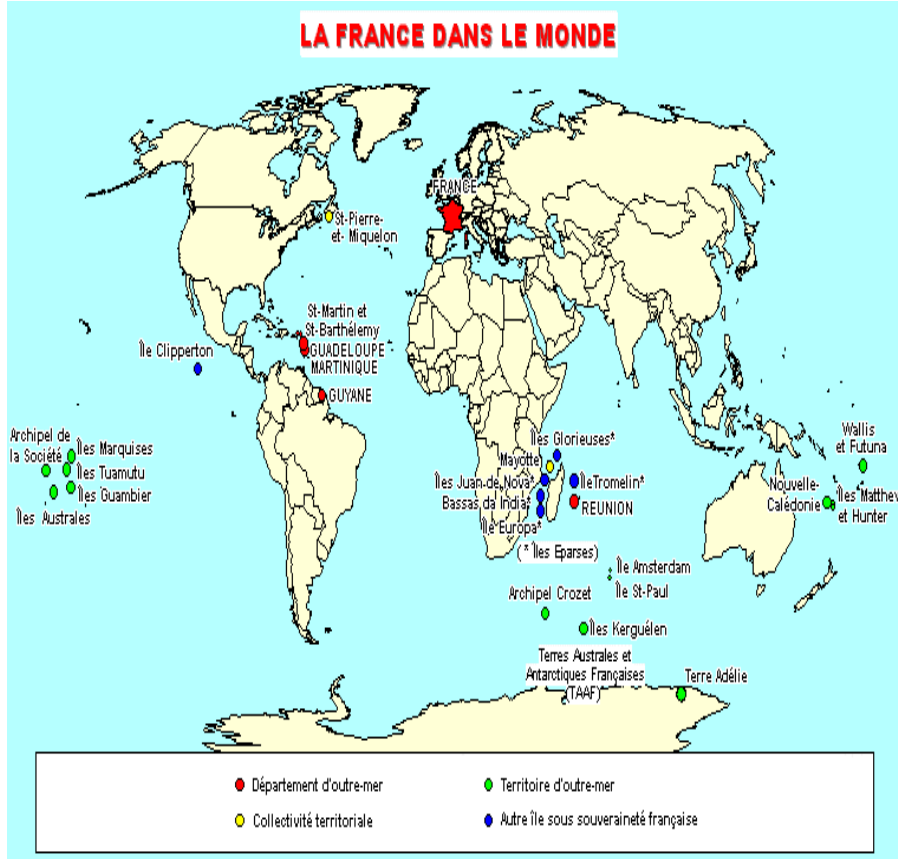 LA FRANCE DANS LE MONDE
FRANCE
St-Pierre-
et- Miquelon
St-Martin et
St-Barthélemy
Île Clipperton
GUADELOUPE
MARTINIQUE
GUYANE
Archipel de
la Société
Îles Marquises
Îles Tuamutu
Îles Guambier
Îles Australes
Îles Glorieuses*
Mayotte
Îles Juan de Nova*
Bassas da India*
Île Europa*
(* Îles Eparses)
ÎleTromelin*
REUNION
Wallis
et Futuna
Nouvelle-
Calédonie
Îles Matthew
et Hunter
Île Amsterdam
Île St-Paul
Archipel Crozet
Îles Kerguélen
Terres Australes et
Antarctiques Françaises
(TAAF)
Terre Adélie
Département d'outre-mer
Territoire d'outre-mer
Collectivité territoriale
Autre île sous souveraineté française